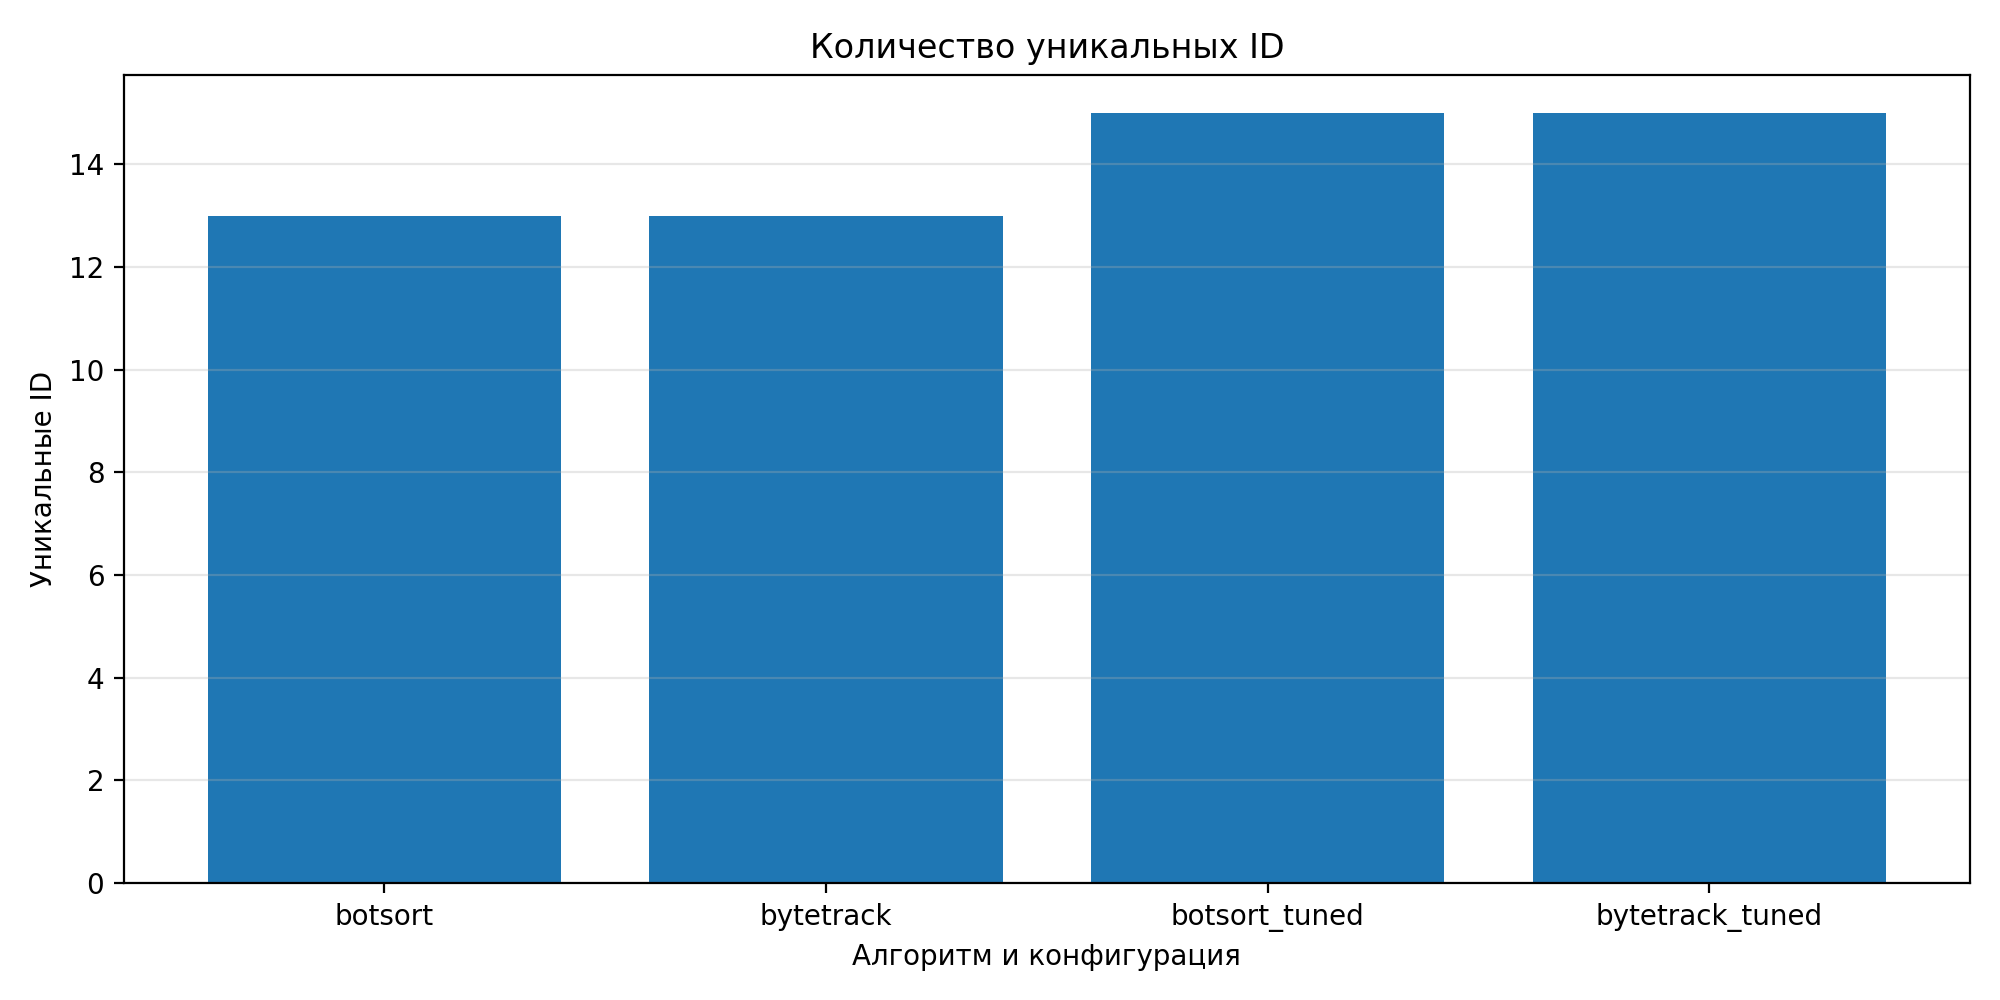 Количество уникальных ID
Уникальные ID
14
12
10
8
6
4
2
0
botsort bytetrack botsort_tuned bytetrack_tuned
Алгоритм и конфигурация